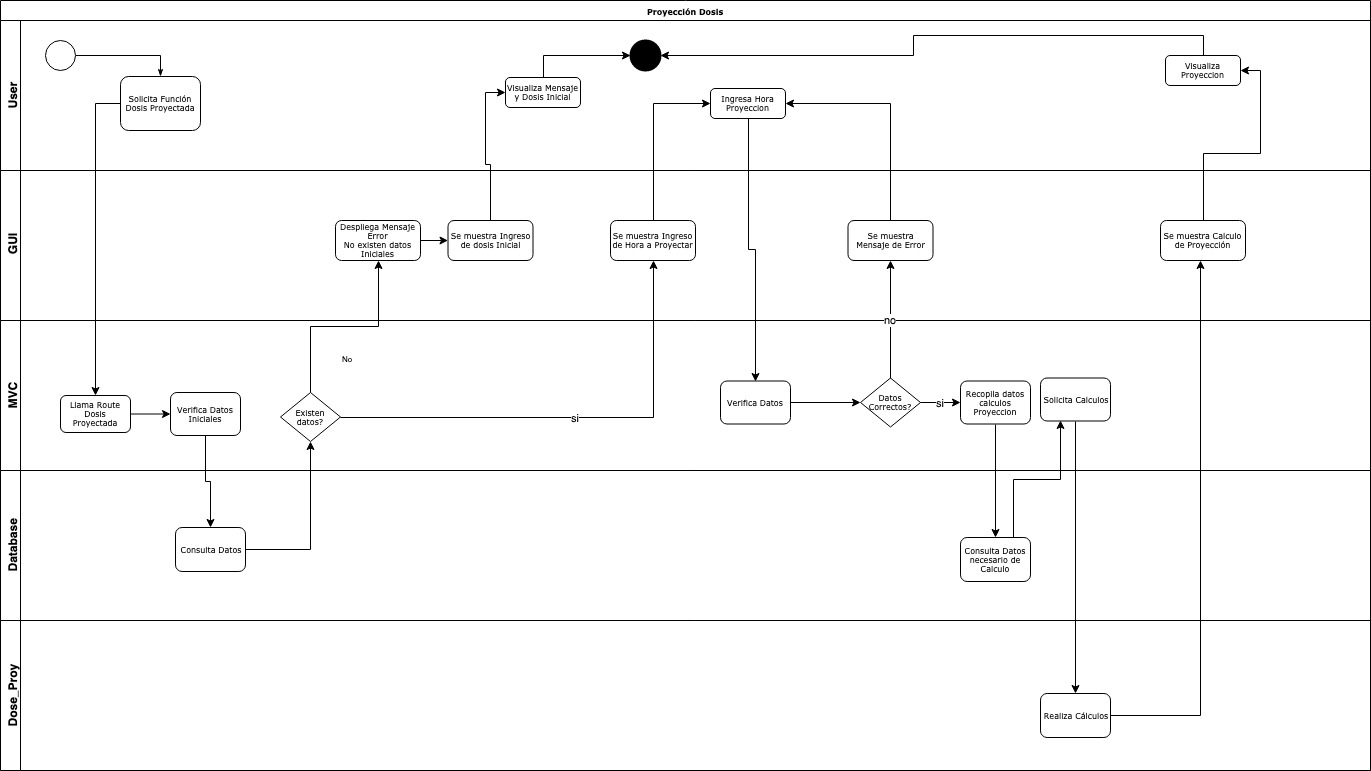 Proyección Dosis
User
Solicita Función
Dosis Proyectada
Visualiza Mensaje
y Dosis Inicial
Ingresa Hora
Proyeccion
Visualiza
Proyeccion
GUI
Despliega Mensaje
Error
No existen datos
Iniciales
Se muestra Ingreso
de dosis Inicial
Se muestra Ingreso
de Hora a Proyectar
Se muestra
Mensaje de Error
Se muestra Calculo
de Proyección
MVC
no
No
Llama Route
Dosis
Proyectada
Verifica Datos
Iniciales
Existen
datos?
si
Verifica Datos
Datos
Correctos?
si
Recopila datos
calculos
Proyeccion
Solicita Calculos
Database
Consulta Datos
Consulta Datos
necesario de
Calculo
Dose_Proy
Realiza Cálculos